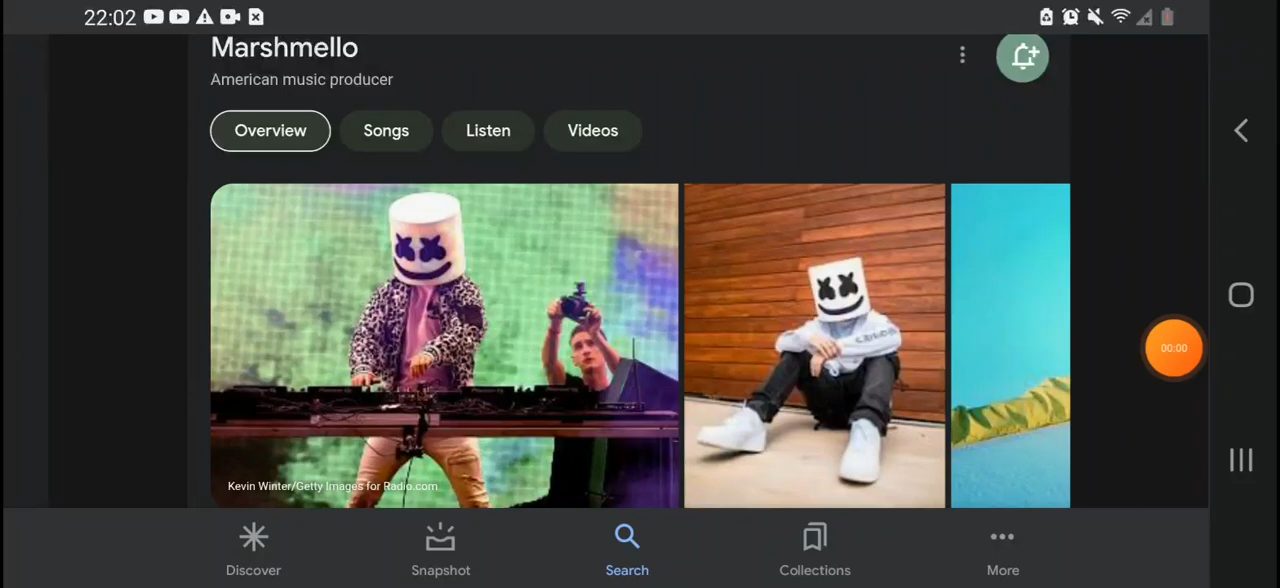 22:02
Marshmello
American music producer
Overview Songs Listen Videos
Kevin Winter/Getty Images for Radio.com
00:00
Discover Snapshot Search Collections More